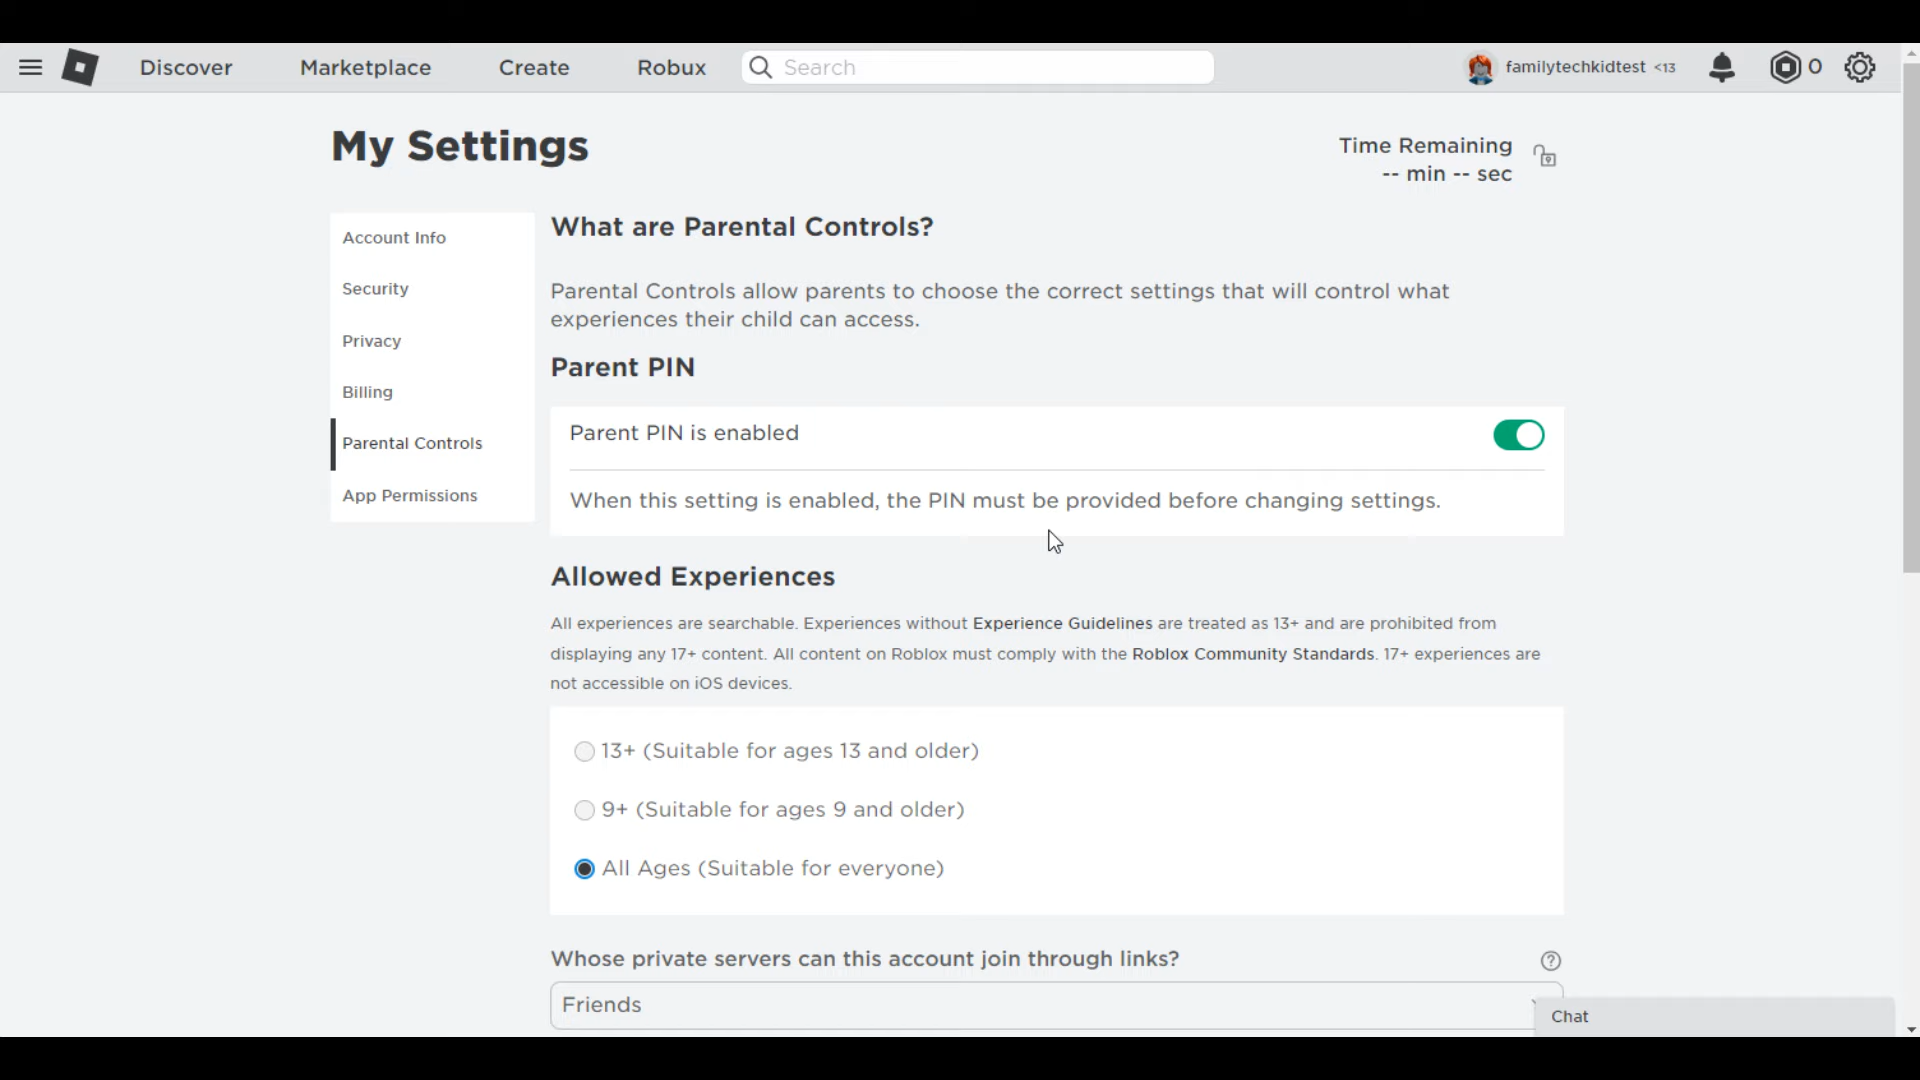 Discover Marketplace Create Robux Search familytechkidtest <13 0
My Settings
Time Remaining
-- min -- sec
Account Info
Security
Privacy
Billing
Parental Controls
App Permissions
What are Parental Controls?
Parental Controls allow parents to choose the correct settings that will control what
experiences their child can access.
Parent PIN
Parent PIN is enabled
When this setting is enabled, the PIN must be provided before changing settings.
Allowed Experiences
All experiences are searchable. Experiences without Experience Guidelines are treated as 13+ and are prohibited from
displaying any 17+ content. All content on Roblox must comply with the Roblox Community Standards. 17+ experiences are
not accessible on iOS devices.
13+ (Suitable for ages 13 and older)
9+ (Suitable for ages 9 and older)
All Ages (Suitable for everyone)
Whose private servers can this account join through links?
Friends
Chat